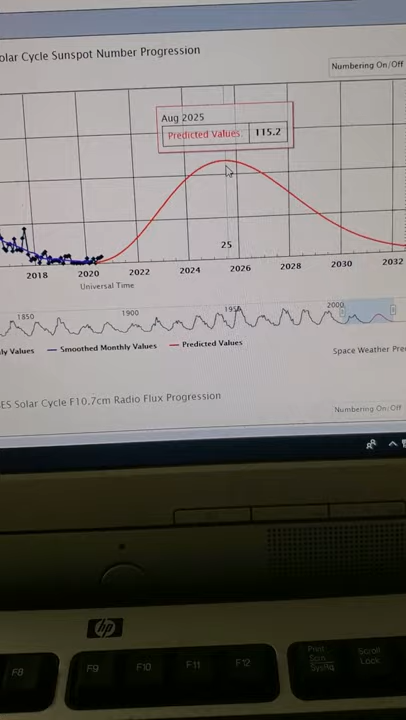 olar Cycle Sunspot Number Progression
Numbering On/Off
Aug 2025
Predicted Values: 115.2
25
2018 2020 2022 2024 2026 2028 2030 2032
Universal Time
1850 1900 1950 2000
ly Values Smoothed Monthly Values Predicted Values
Space Weather Pre
ES Solar Cycle F10.7cm Radio Flux Progression
Numbering On/Off
hp
F8 F9 F10 F11 F12
Print
Scrn
SysRq
Scroll
Lock